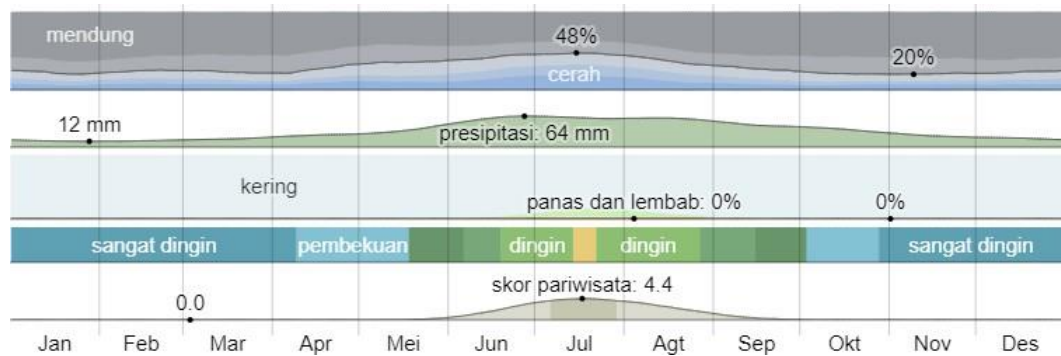 mendung
48%
20%
cerah
12 mm
presipitasi: 64 mm
kering
panas dan lembab: 0%
0%
sangat dingin pembekuan dingin dingin sangat dingin
skor pariwisata: 4.4
0.0
Jan Feb Mar Apr Mei Jun Jul Agt Sep Okt Nov Des